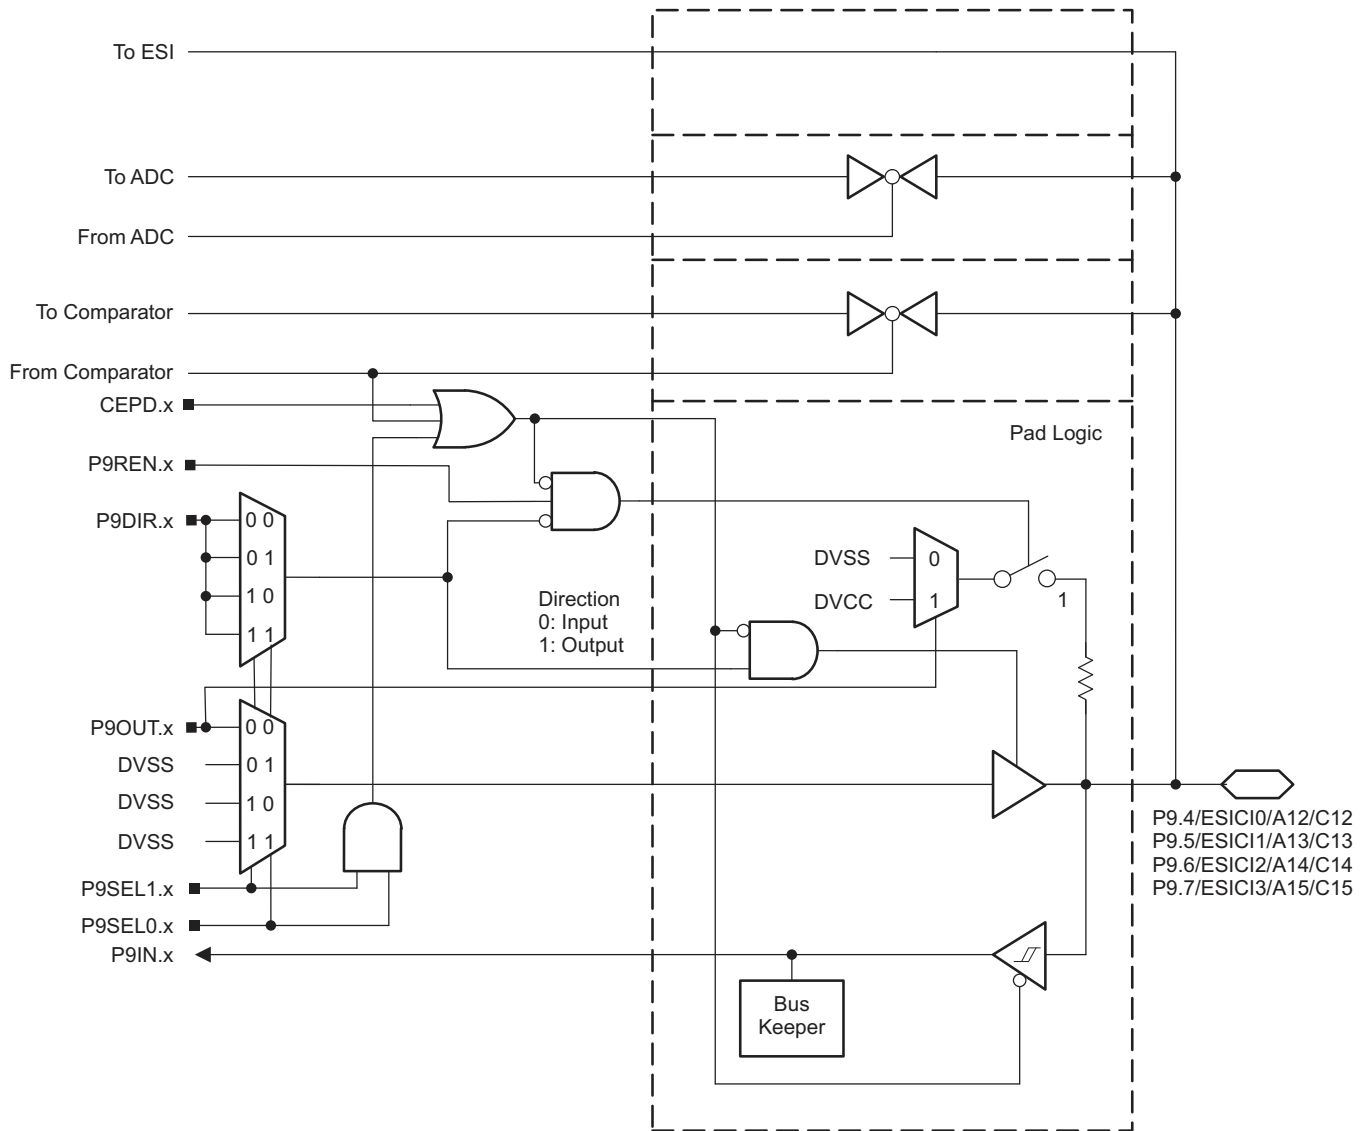 To ESI
To ADC
From ADC
To Comparator
From Comparator
CEPD.x
Pad Logic
P9REN.x
P9DIR.x
0 0
0 1
1 0
1 1
Direction
0: Input
1: Output
DVSS
0
DVCC
1
1
P9OUT.x
0 0
DVSS
0 1
DVSS
1 0
DVSS
1 1
P9.4/ESICI0/A12/C12
P9.5/ESICI1/A13/C13
P9.6/ESICI2/A14/C14
P9.7/ESICI3/A15/C15
P9SEL1.x
P9SEL0.x
P9IN.x
Bus
Keeper